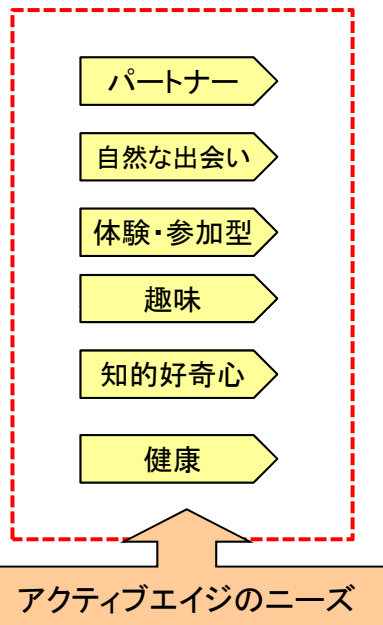 パートナー
自然な出会い
体験・参加型
趣味
知的好奇心
健康
アクティブエイジのニーズ